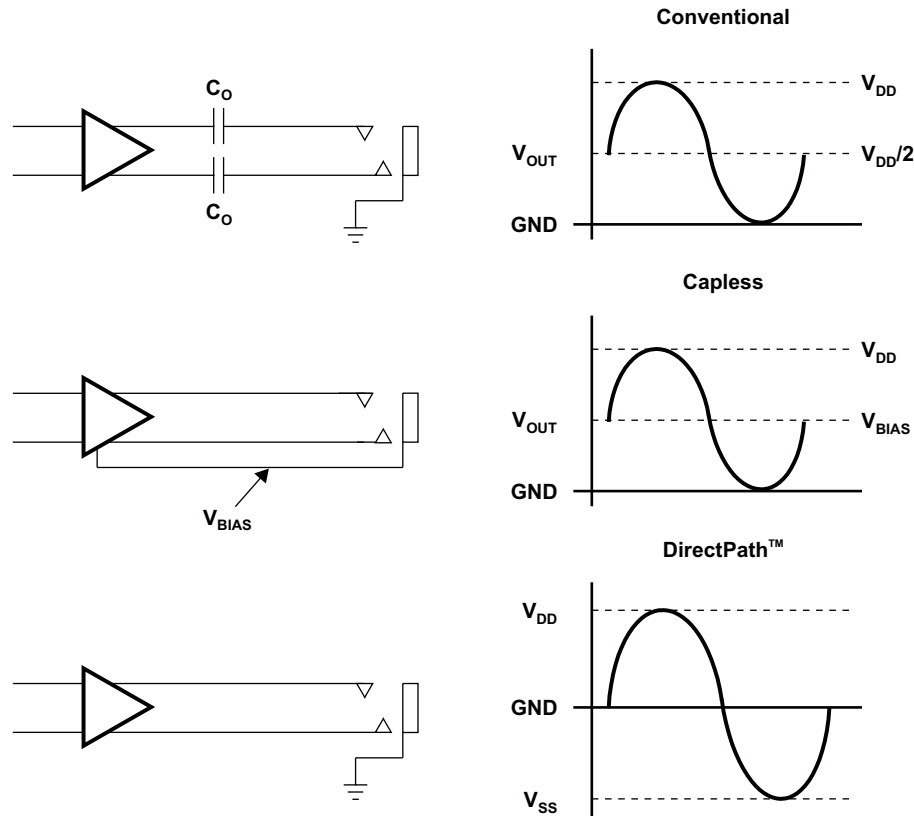 Conventional
C_O
C_O
V_DD
V_OUT
V_DD/2
GND
Capless
V_DD
V_OUT
V_BIAS
GND
V_BIAS
DirectPath™
V_DD
GND
V_SS